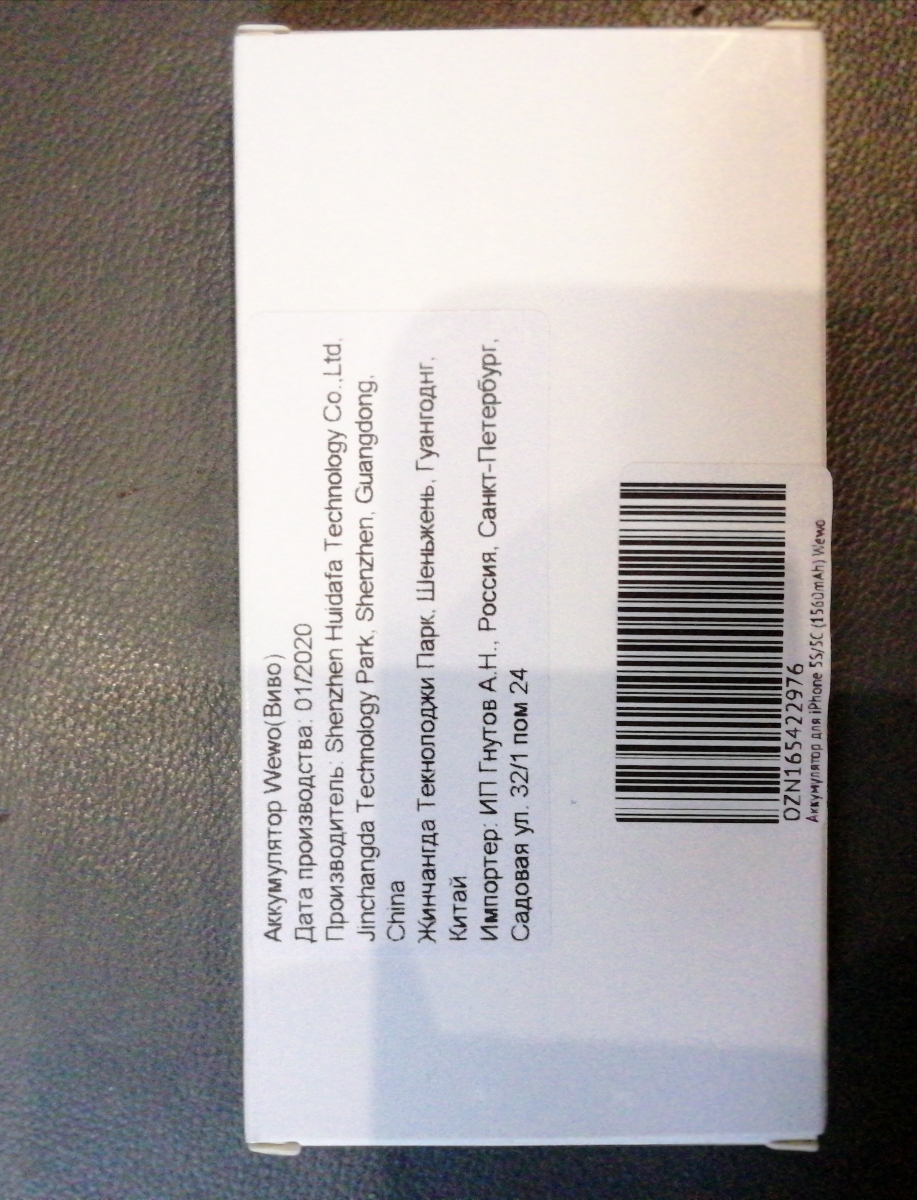 Аккумулятор Wewo(Виво)
Дата производства: 01/2020
Производитель: Shenzhen Huidafa Technology Co.,Ltd.
Jinchangda Technology Park, Shenzhen, Guangdong,
China
Жинчангда Текнолоджи Парк, Шеньжень, Гуангоднг,
Китай
Импортер: ИП Гнутов А.Н., Россия, Санкт-Петербург,
Садовая ул. 32/1 пом 24
OZN165422976
Аккумулятор для iPhone 5S/5C (1560mAh) Wewo